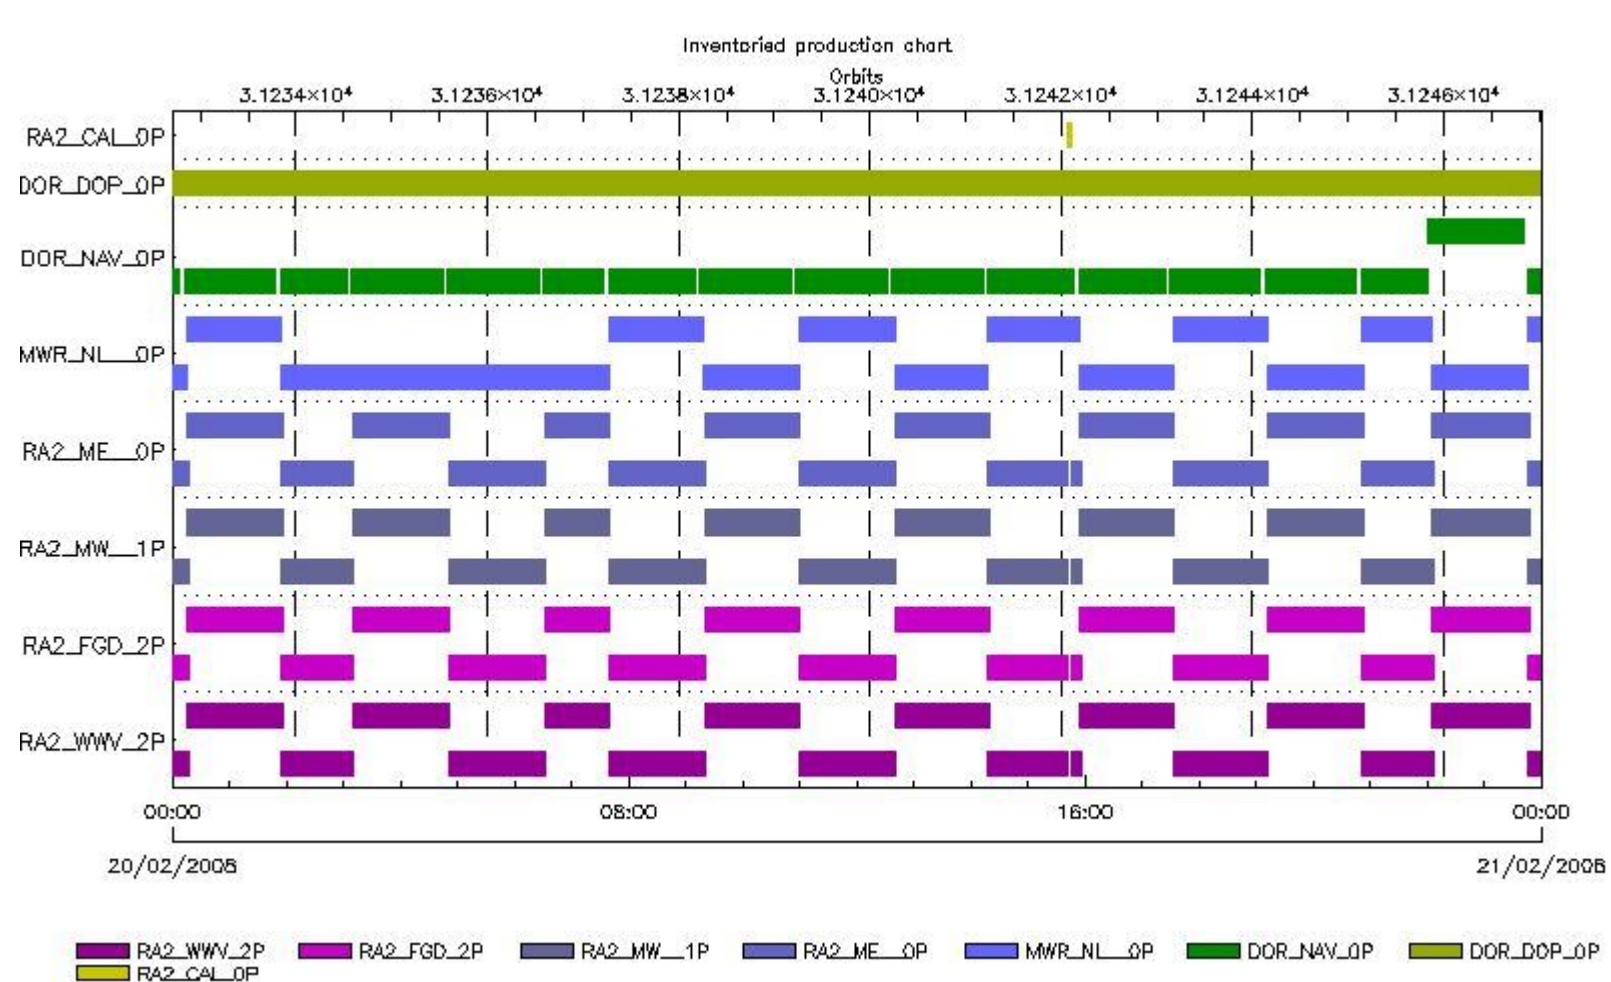 Inventoried production chart
Orbits
3.1234×10⁴ 3.1236×10⁴ 3.1238×10⁴ 3.1240×10⁴ 3.1242×10⁴ 3.1244×10⁴ 3.1246×10⁴
RA2_CAL_0P
DOR_DOP_0P
DOR_NAV_0P
MWR_NL__0P
RA2_ME__0P
RA2_MW__1P
RA2_FGD_2P
RA2_WWV_2P
00:00 08:00 16:00 00:00
20/02/2008 21/02/2008
RA2_WWV_2P RA2_FGD_2P RA2_MW__1P RA2_ME__0P MWR_NL__0P DOR_NAV_0P DOR_DOP_0P
RA2_CAL_0P